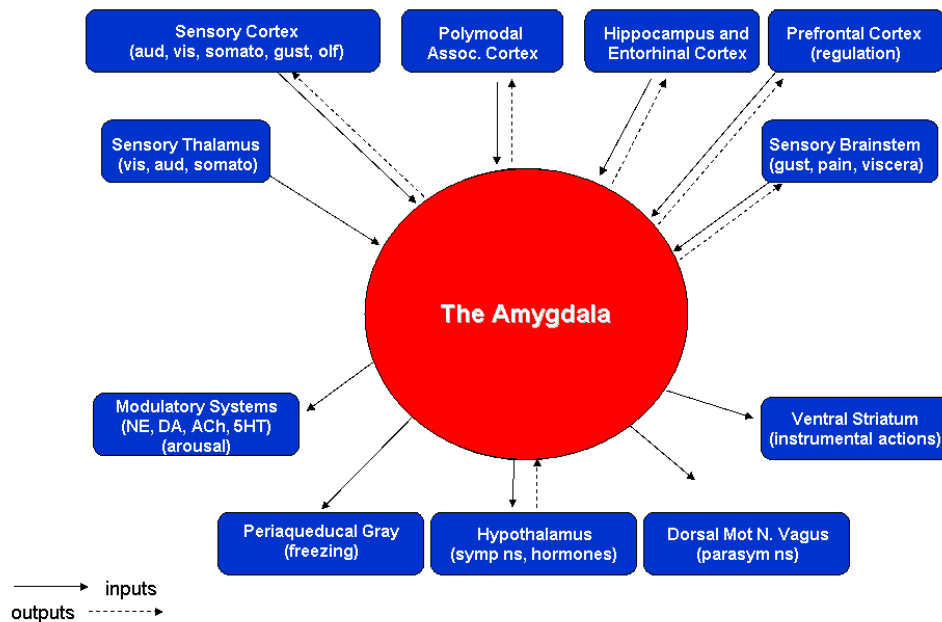 Sensory Cortex
(aud, vis, somato, gust, olf)
Polymodal
Assoc. Cortex
Hippocampus and
Entorhinal Cortex
Prefrontal Cortex
(regulation)
Sensory Thalamus
(vis, aud, somato)
Sensory Brainstem
(gust, pain, viscera)
The Amygdala
Modulatory Systems
(NE, DA, ACh, 5HT)
(arousal)
Ventral Striatum
(instrumental actions)
Periaqueducal Gray
(freezing)
Hypothalamus
(symp ns, hormones)
Dorsal Mot N. Vagus
(parasym ns)
inputs
outputs